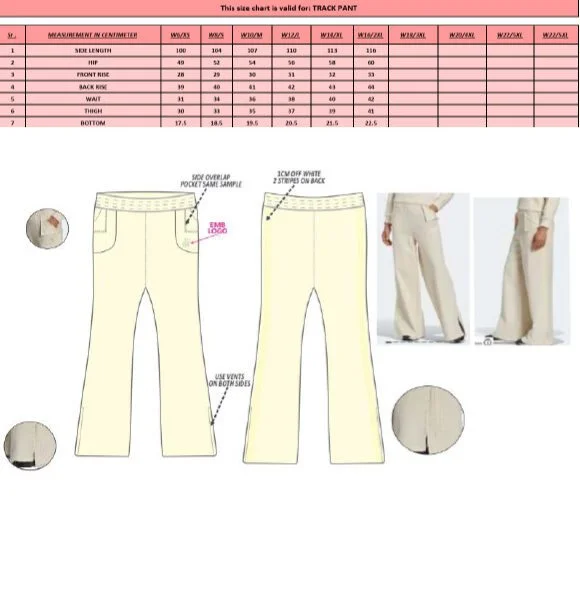 This size chart is valid for: TRACK PANT
Sr. MEASUREMENT IN CENTIMETER W6/XS W8/S W10/M W12/L W14/XL W16/2XL W18/3XL W20/4XL W22/5XL W22/5XL
1 SIDE LENGTH 100 104 107 110 113 116
2 HIP 49 52 54 56 58 60
3 FRONT RISE 28 29 30 31 32 33
4 BACK RISE 39 40 41 42 43 44
5 WAIT 31 34 36 38 40 42
6 THIGH 30 33 35 37 39 41
7 BOTTOM 17.5 18.5 19.5 20.5 21.5 22.5
SIDE OVERLAP
POCKET SAME SAMPLE
1CM OFF WHITE
2 STRIPES ON BACK
EMB
LOGO
USE VENTS
ON BOTH SIDES